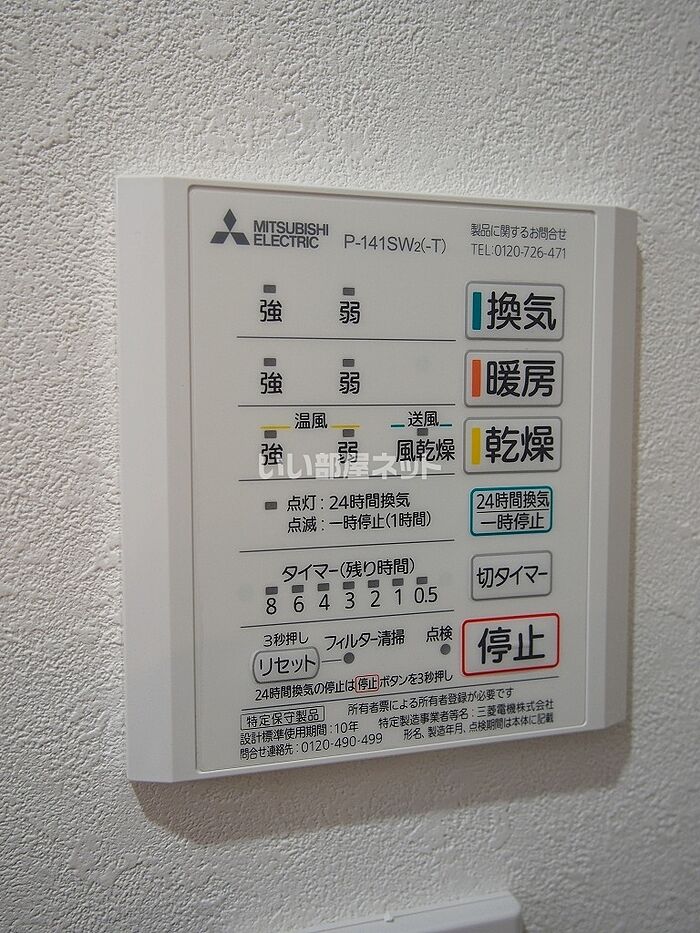 MITSUBISHI ELECTRIC P-141SW2(-T)
製品に関するお問合せ
TEL:0120-726-471
強 弱 換気
強 弱 暖房
温風 送風
強 弱 風乾燥 乾燥
いい部屋ネット
点灯:24時間換気
点滅:一時停止(1時間)
24時間換気
一時停止
タイマー(残り時間)
8 6 4 3 2 1 0.5
切タイマー
3秒押し
リセット フィルター清掃 点検
停止
24時間換気の停止は停止ボタンを3秒押し
特定保守製品 所有者票による所有者登録が必要です
設計標準使用期間:10年 特定製造事業者等名:三菱電機株式会社
問合せ連絡先:0120-490-499 形名、製造年月、点検期間は本体に記載